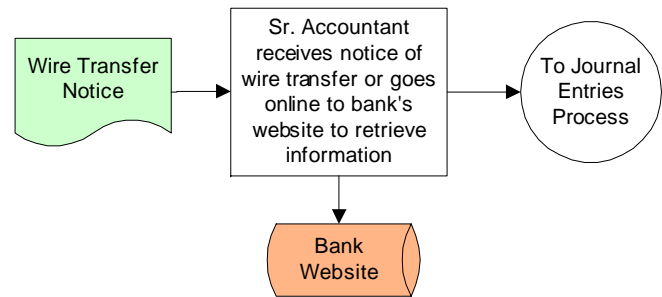 Wire Transfer
Notice
Sr. Accountant
receives notice of
wire transfer or goes
online to bank's
website to retrieve
information
To Journal
Entries
Process
Bank
Website